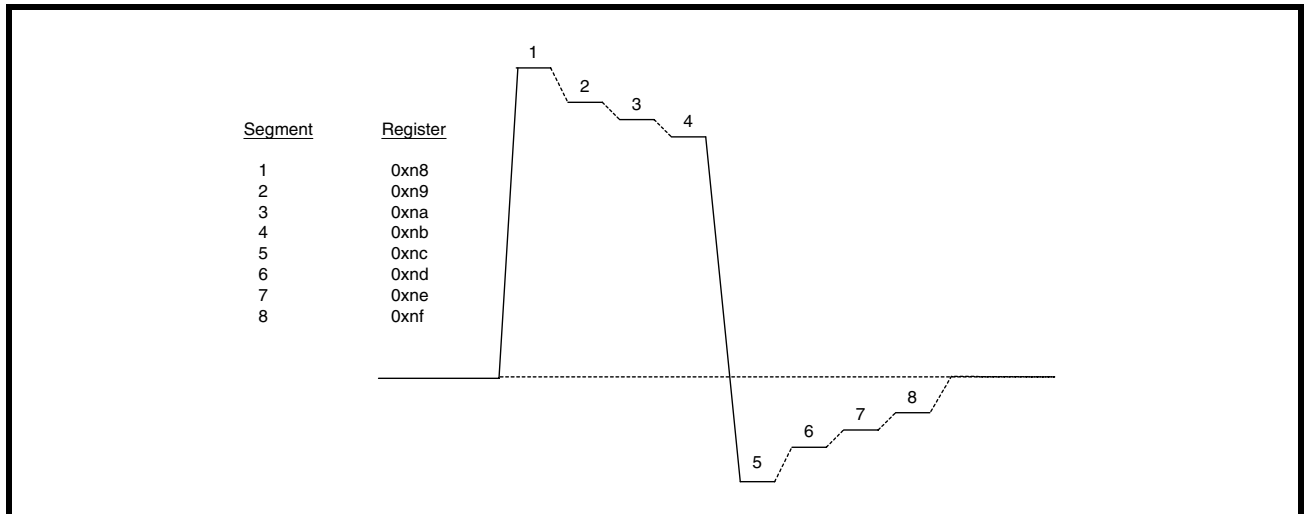 1
2
3
4
Segment Register
1 0xn8
2 0xn9
3 0xna
4 0xnb
5 0xnc
6 0xnd
7 0xne
8 0xnf
8
7
6
5